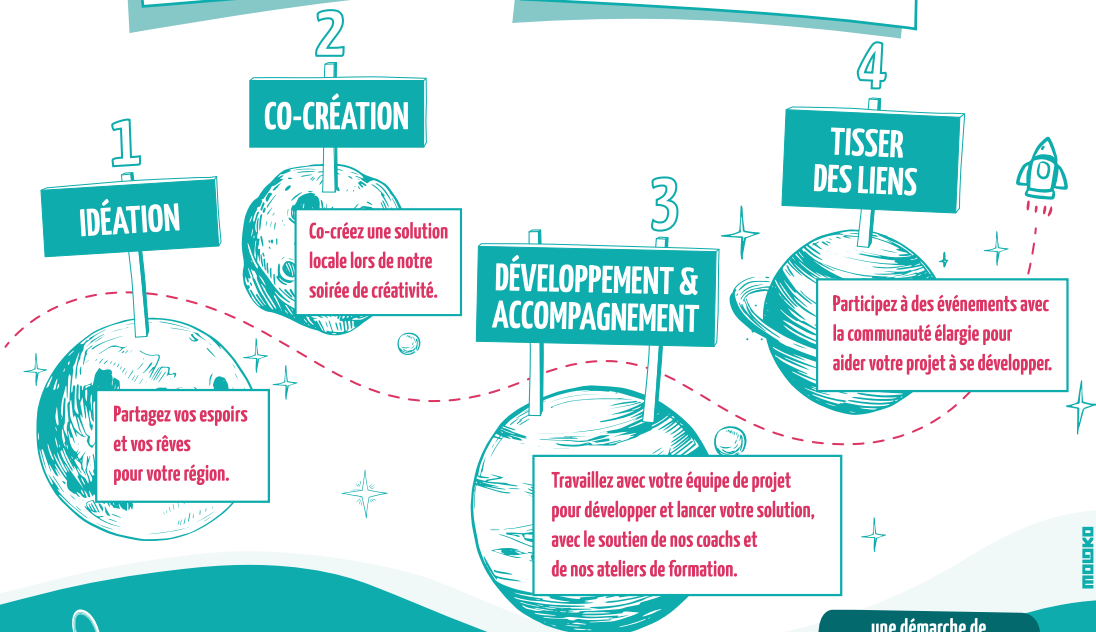 1
IDÉATION
Partagez vos espoirs
et vos rêves
pour votre région.
2
CO-CRÉATION
Co-créez une solution
locale lors de notre
soirée de créativité.
3
DÉVELOPPEMENT &
ACCOMPAGNEMENT
Travaillez avec votre équipe de projet
pour développer et lancer votre solution,
avec le soutien de nos coachs et
de nos ateliers de formation.
4
TISSER
DES LIENS
Participez à des événements avec
la communauté élargie pour
aider votre projet à se développer.
une démarche de